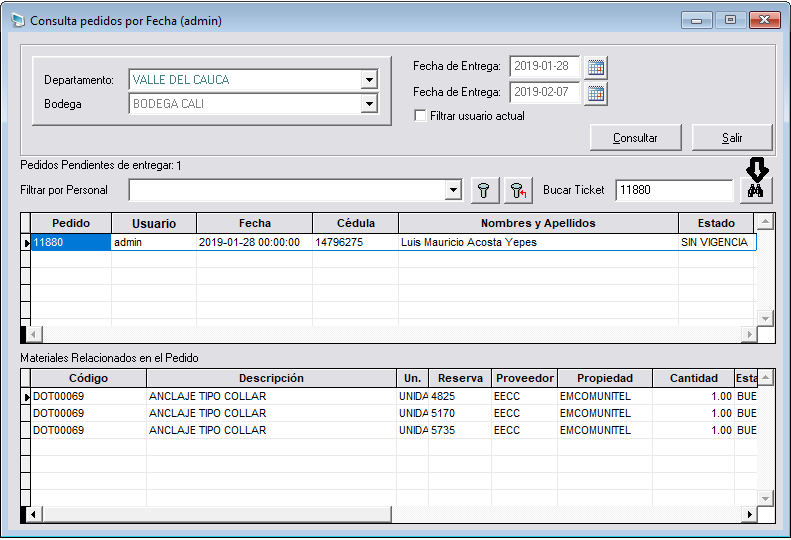 Consulta pedidos por Fecha (admin)
Departamento: VALLE DEL CAUCA
Bodega BODEGA CALI
Fecha de Entrega: 2019-01-28
Fecha de Entrega: 2019-02-07
Filtrar usuario actual
Consultar Salir
Pedidos Pendientes de entregar: 1
Filtrar por Personal Bucar Ticket 11880
Pedido Usuario Fecha Cédula Nombres y Apellidos Estado
11880 admin 2019-01-28 00:00:00 14796275 Luis Mauricio Acosta Yepes SIN VIGENCIA
Materiales Relacionados en el Pedido
Código Descripción Un. Reserva Proveedor Propiedad Cantidad Esta
DOT00069 ANCLAJE TIPO COLLAR UNIDA 4825 EECC EMCOMUNITEL 1.00 BUE
DOT00069 ANCLAJE TIPO COLLAR UNIDA 5170 EECC EMCOMUNITEL 1.00 BUE
DOT00069 ANCLAJE TIPO COLLAR UNIDA 5735 EECC EMCOMUNITEL 1.00 BUE